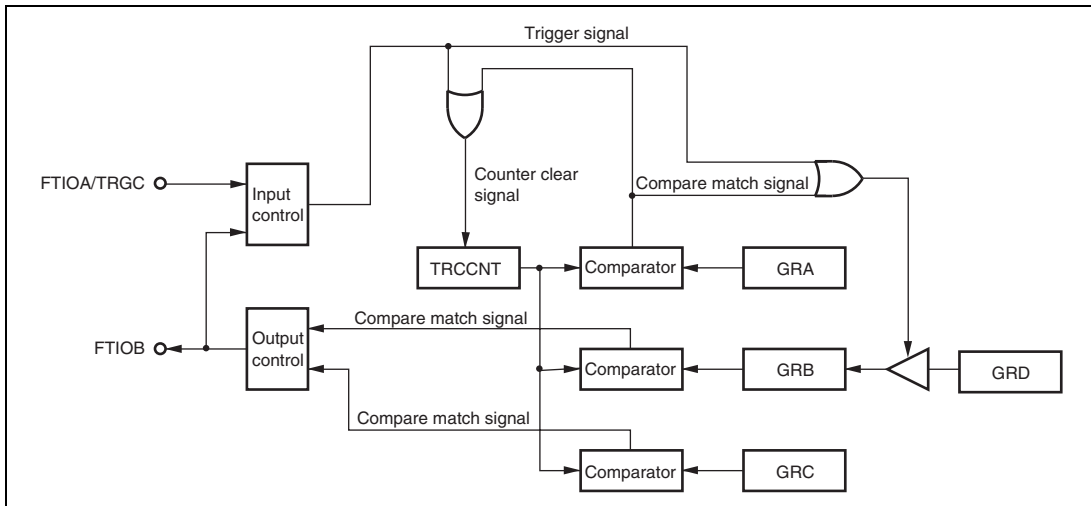 Trigger signal
FTIOA/TRGC
Input
control
Counter clear
signal
Compare match signal
TRCCNT
Comparator
GRA
FTIOB
Output
control
Compare match signal
Comparator
GRB
GRD
Compare match signal
Comparator
GRC